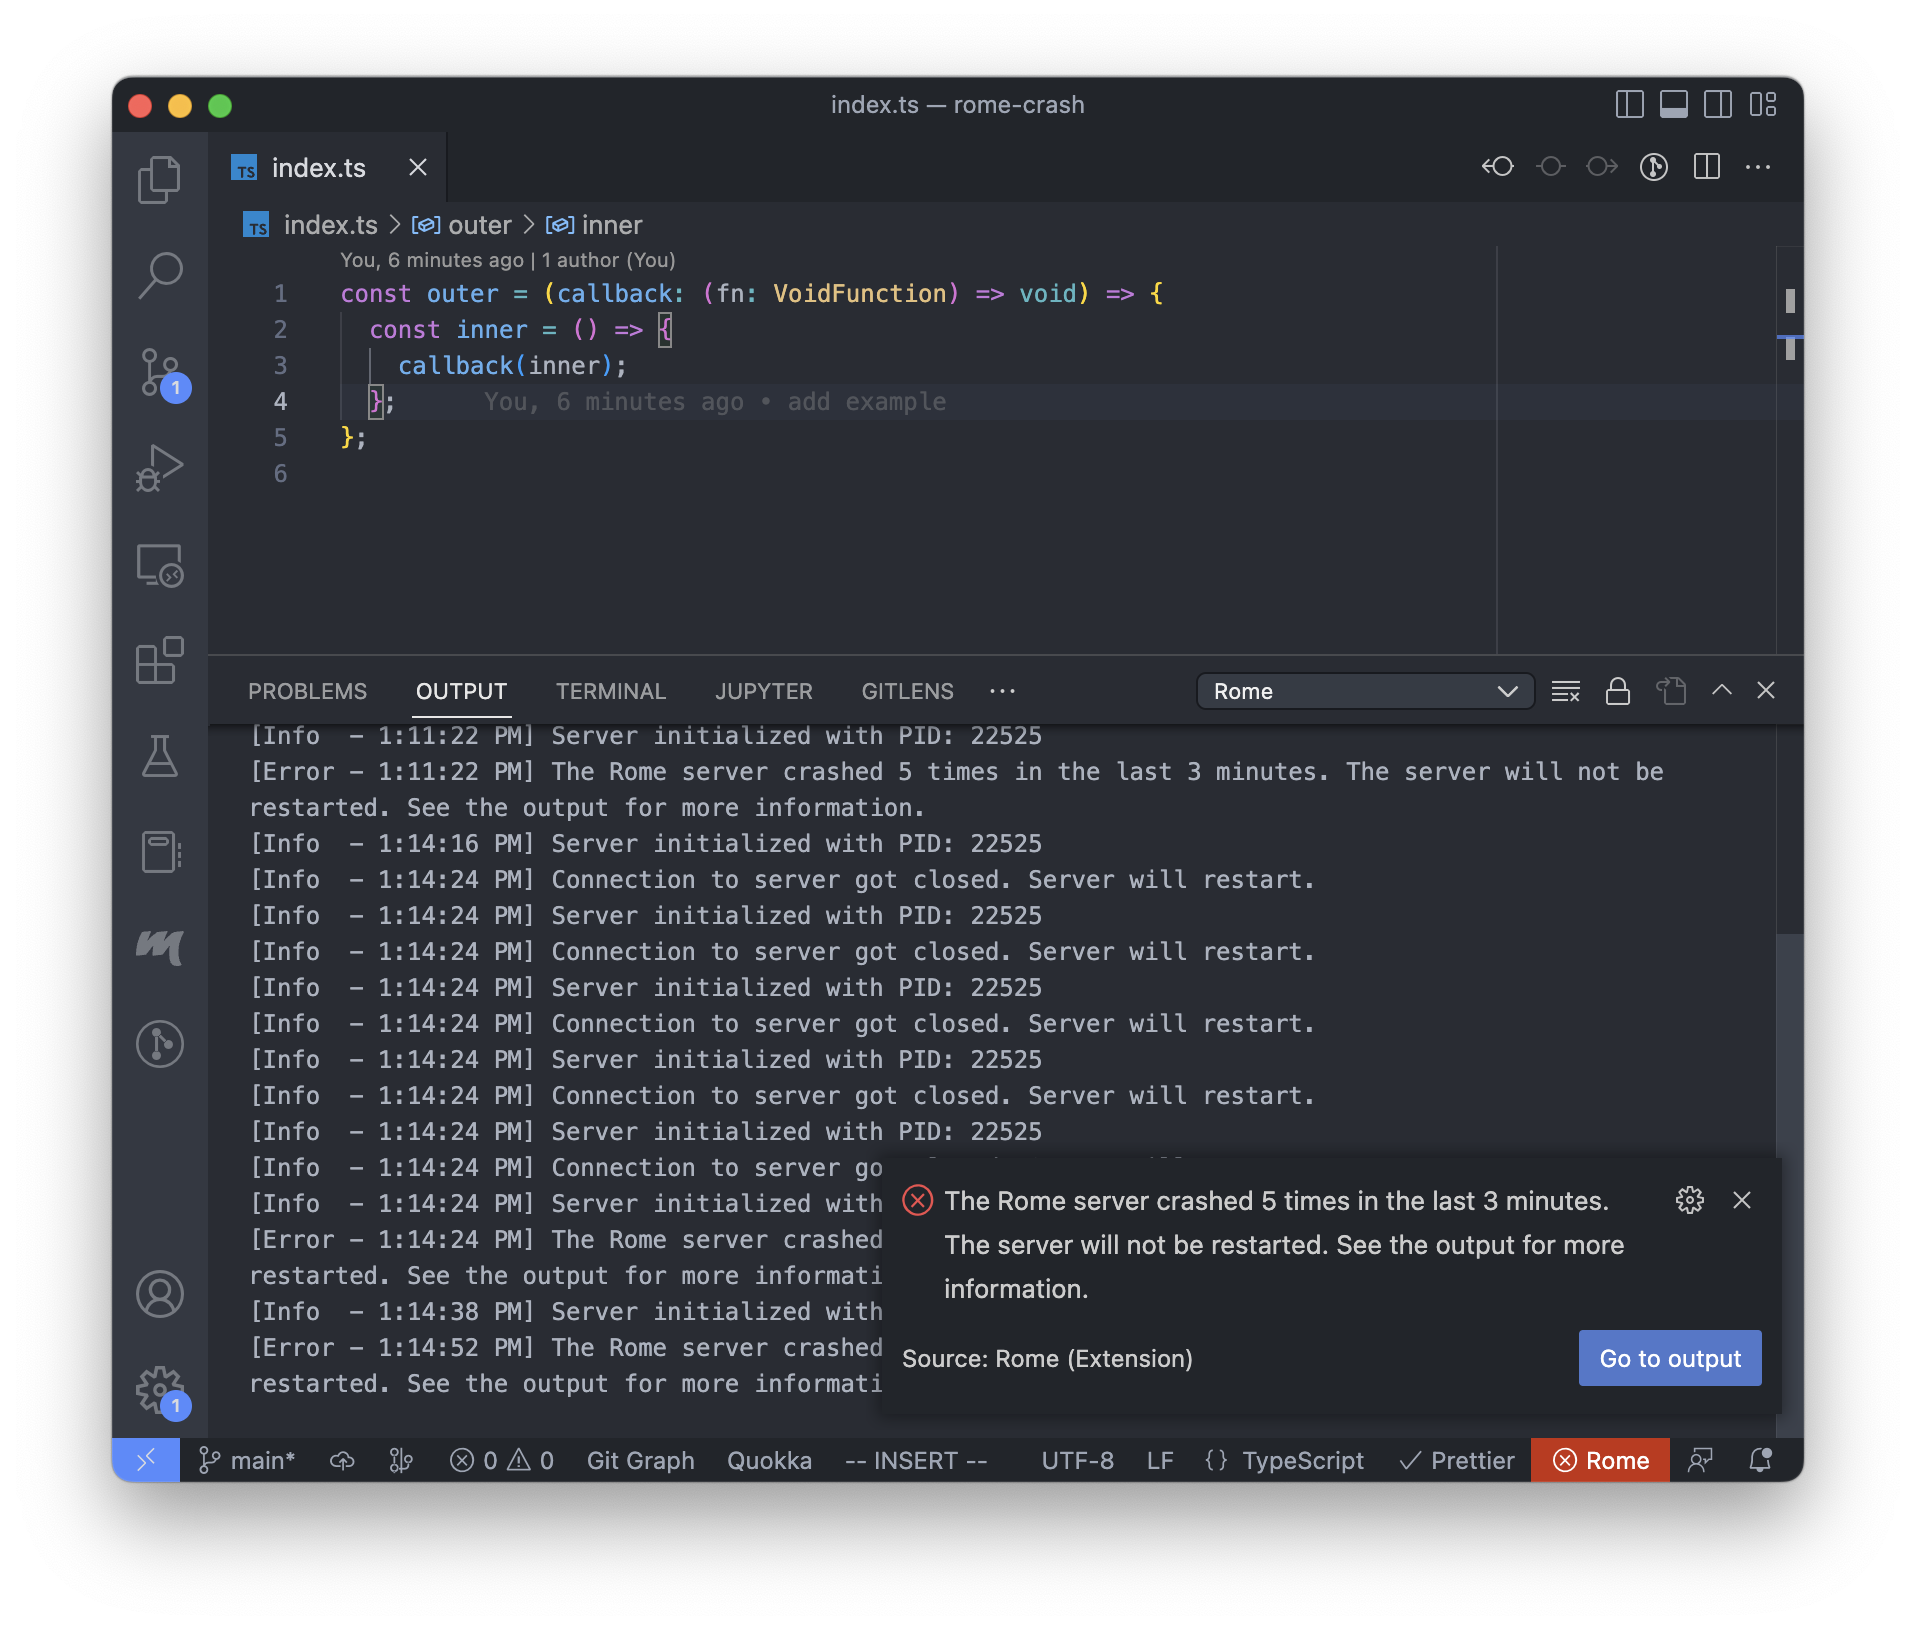 index.ts — rome-crash
TS index.ts
TS index.ts > outer > inner
You, 6 minutes ago | 1 author (You)
1 const outer = (callback: (fn: VoidFunction) => void) => {
2 const inner = () => {
3 callback(inner);
4 }; You, 6 minutes ago • add example
5 };
6
1
PROBLEMS OUTPUT TERMINAL JUPYTER GITLENS ··· Rome
[Info  – 1:11:22 PM] Server initialized with PID: 22525
[Error – 1:11:22 PM] The Rome server crashed 5 times in the last 3 minutes. The server will not be
restarted. See the output for more information.
[Info  – 1:14:16 PM] Server initialized with PID: 22525
[Info  – 1:14:24 PM] Connection to server got closed. Server will restart.
[Info  – 1:14:24 PM] Server initialized with PID: 22525
[Info  – 1:14:24 PM] Connection to server got closed. Server will restart.
[Info  – 1:14:24 PM] Server initialized with PID: 22525
[Info  – 1:14:24 PM] Connection to server got closed. Server will restart.
[Info  – 1:14:24 PM] Server initialized with PID: 22525
[Info  – 1:14:24 PM] Connection to server got closed. Server will restart.
[Info  – 1:14:24 PM] Server initialized with PID: 22525
[Info  – 1:14:24 PM] Connection to server go
[Info  – 1:14:24 PM] Server initialized with
[Error – 1:14:24 PM] The Rome server crashed
restarted. See the output for more informati
[Info  – 1:14:38 PM] Server initialized with
[Error – 1:14:52 PM] The Rome server crashed
restarted. See the output for more informati
The Rome server crashed 5 times in the last 3 minutes.
The server will not be restarted. See the output for more
information.
Source: Rome (Extension) Go to output
1
main* 0 0 Git Graph Quokka -- INSERT -- UTF-8 LF {} TypeScript Prettier Rome